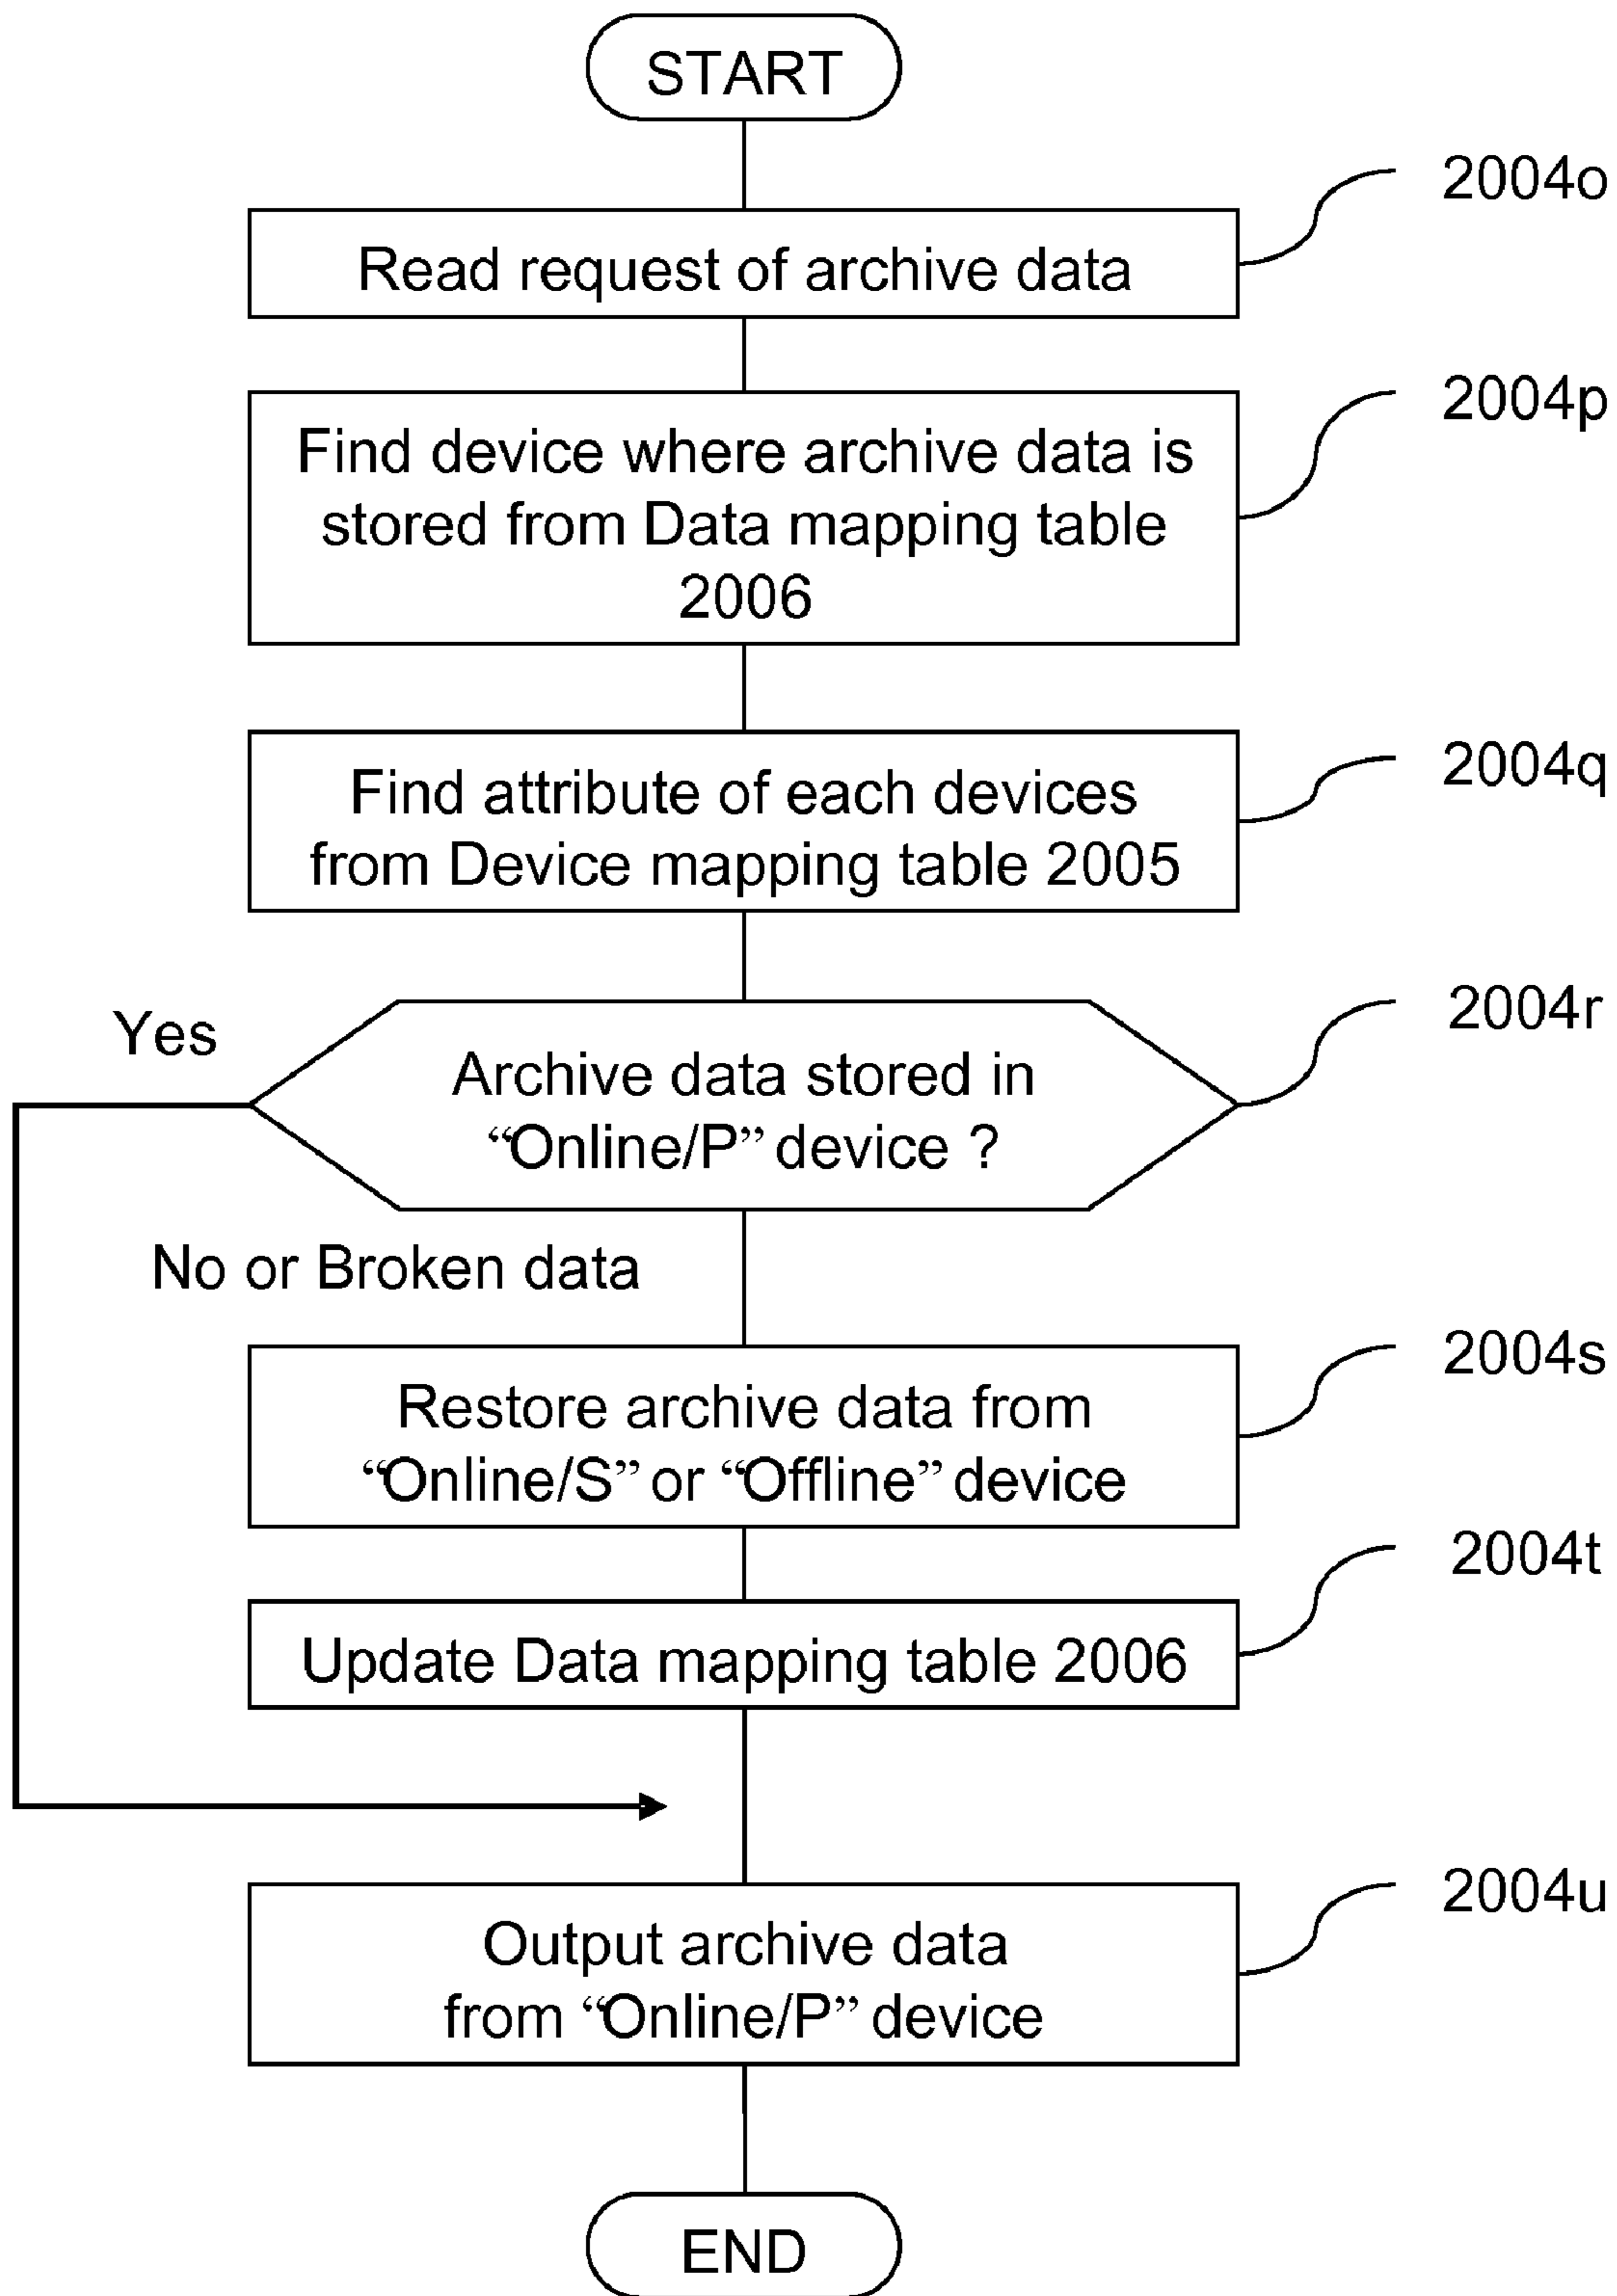 START
2004o
Read request of archive data
2004p
Find device where archive data is
stored from Data mapping table
2006
2004q
Find attribute of each devices
from Device mapping table 2005
2004r
Yes
Archive data stored in
“Online/P” device ?
No or Broken data
2004s
Restore archive data from
“Online/S” or “Offline” device
2004t
Update Data mapping table 2006
2004u
Output archive data
from “Online/P” device
END